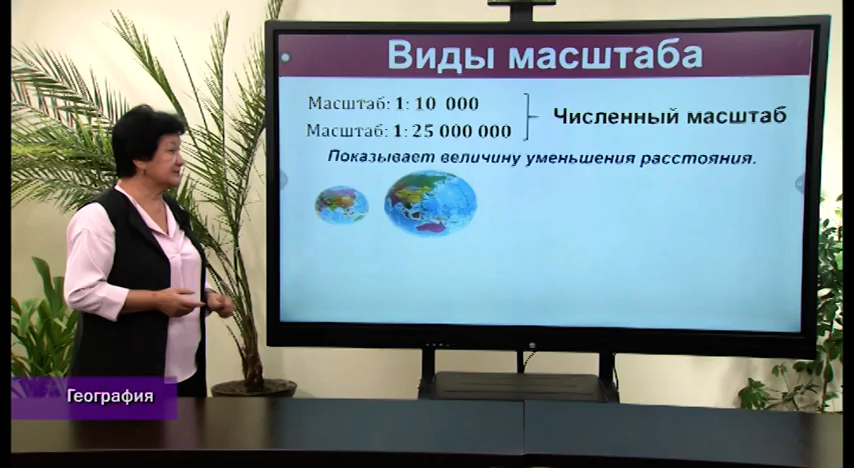 Виды масштаба
Масштаб: 1: 10 000
Масштаб: 1: 25 000 000
Численный масштаб
Показывает величину уменьшения расстояния.
География